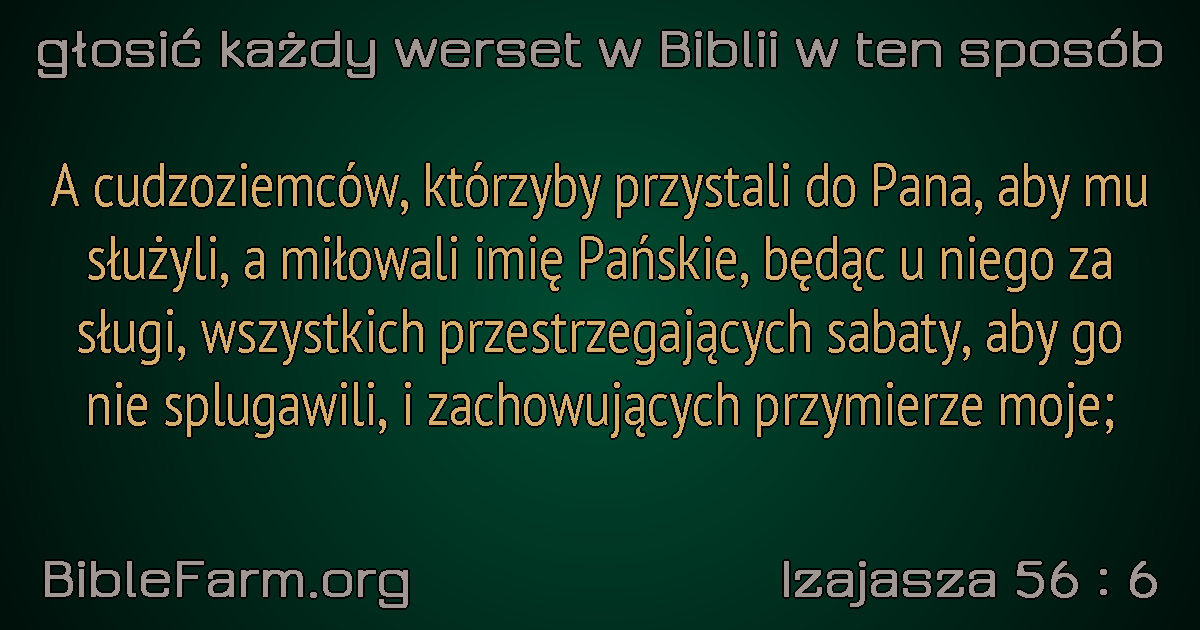 głosić każdy werset w Biblii w ten sposób
A cudzoziemców, którzyby przystali do Pana, aby mu
służyli, a miłowali imię Pańskie, będąc u niego za
sługi, wszystkich przestrzegających sabaty, aby go
nie splugawili, i zachowujących przymierze moje;
BibleFarm.org
Izajasza 56 : 6